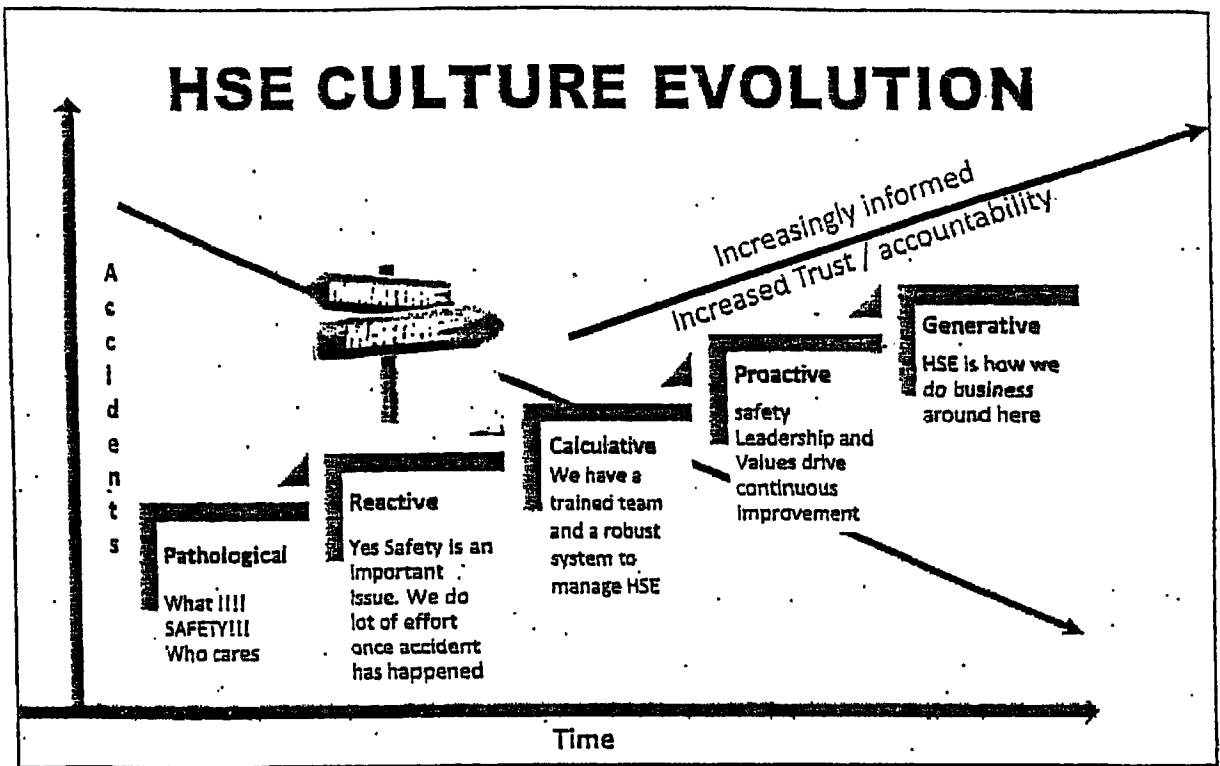 HSE CULTURE EVOLUTION
Accidents
Increasingly informed
Increased Trust / accountability
Pathological
What !!!!
SAFETY!!!
Who cares
Reactive
Yes Safety is an
important
issue. We do
lot of effort
once accident
has happened
Calculative
We have a
trained team
and a robust
system to
manage HSE
Proactive
safety
Leadership and
Values drive
continuous
improvement
Generative
HSE is how we
do business
around here
Time